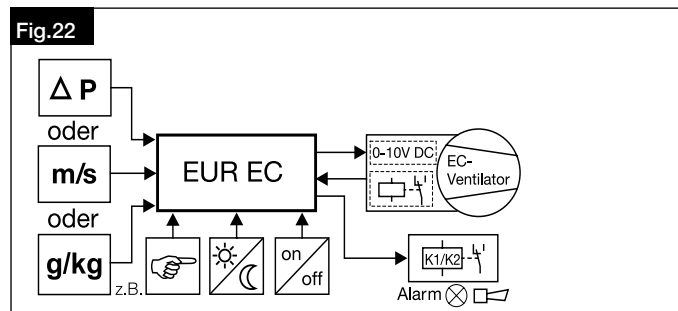 Fig.22
Δ P
oder
m/s
oder
g/kg
z.B.
EUR EC
on
off
0-10V DC
EC-
Ventilator
K1/K2
Alarm